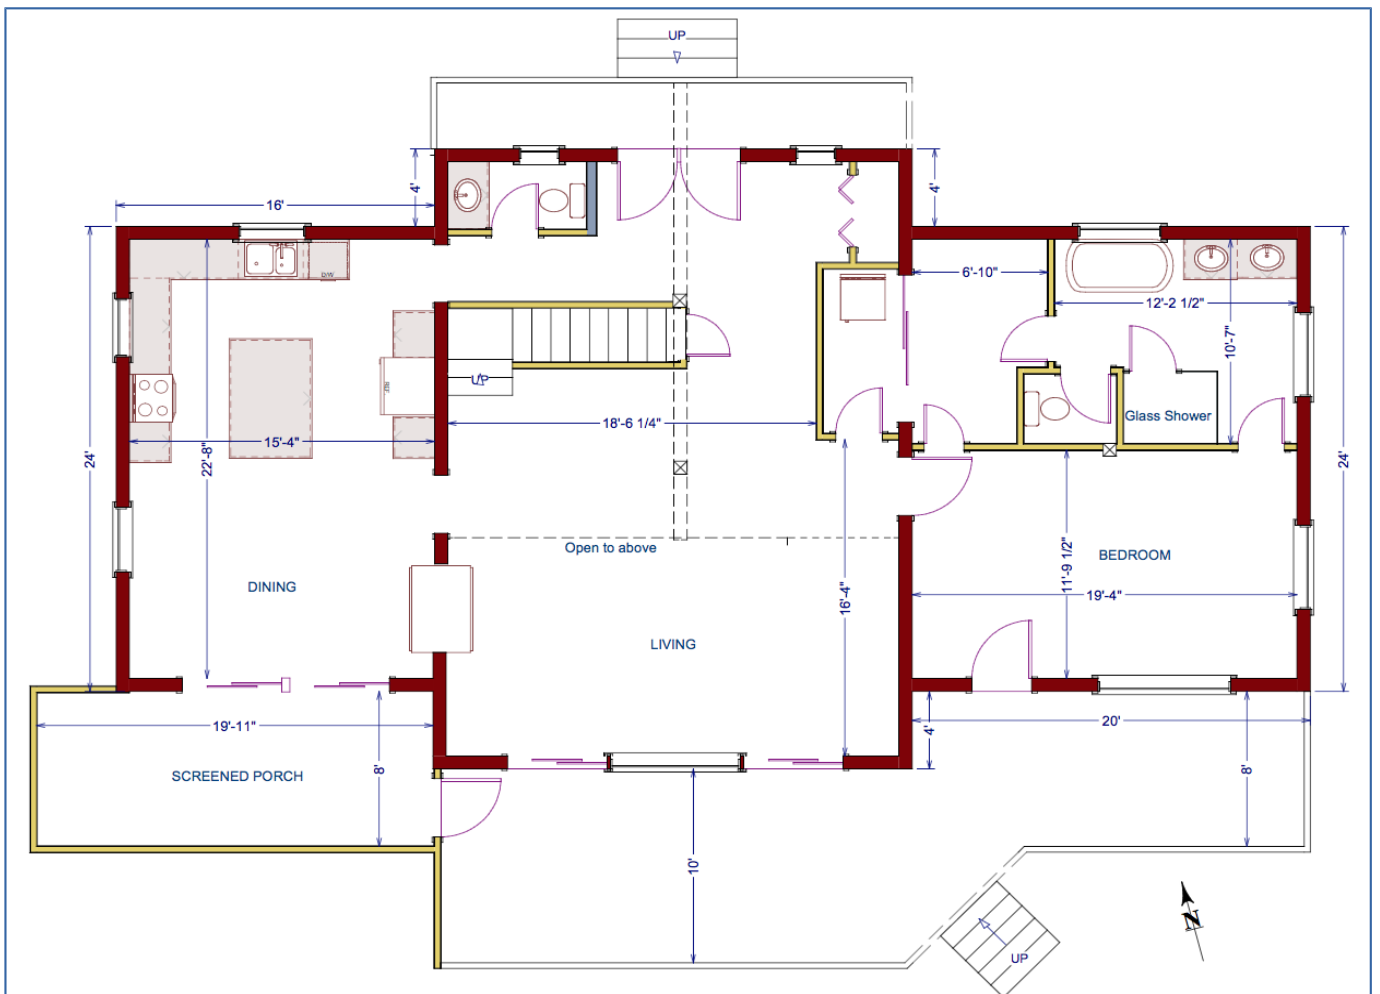 UP
4'
4'
16'
D/W
6'-10"
12'-2 1/2"
10'-7"
UP
REF
Glass Shower
18'-6 1/4"
15'-4"
22'-8"
24'
24'
Open to above
11'-9 1/2"
BEDROOM
DINING
19'-4"
16'-4"
LIVING
19'-11"
20'
4'
SCREENED PORCH
8'
8'
10'
N
UP